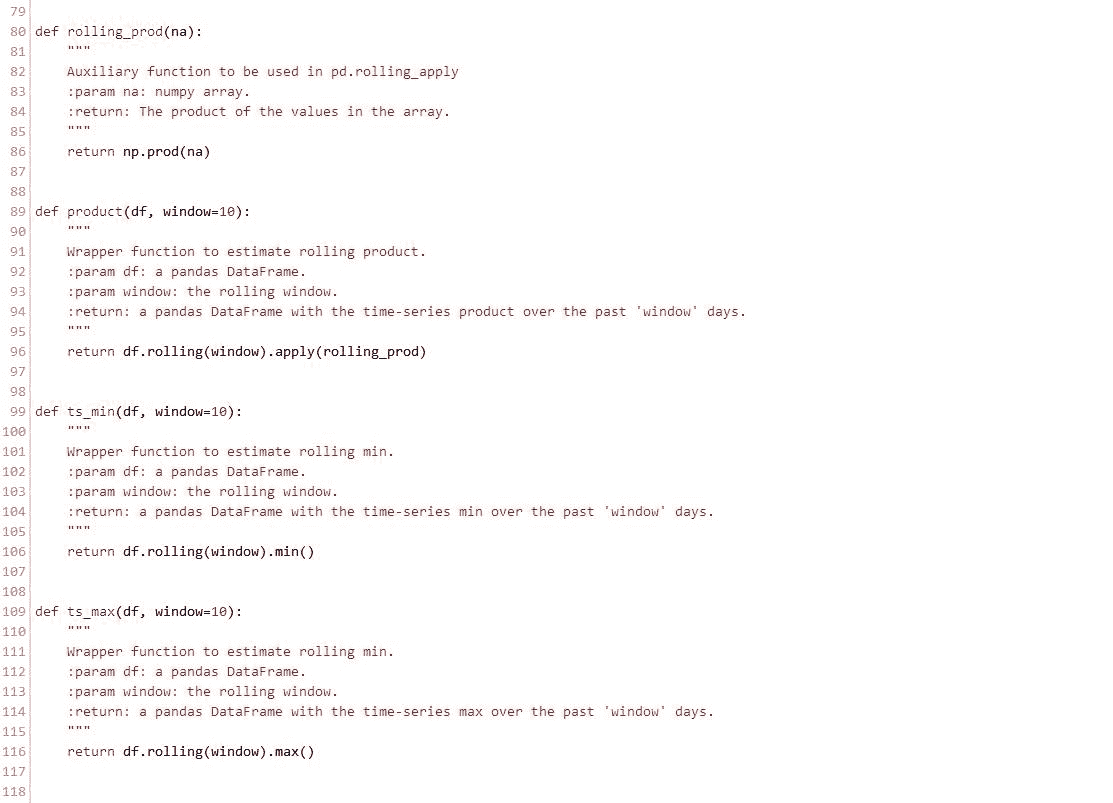 79
80 def rolling_prod(na):
81     """
82     Auxiliary function to be used in pd.rolling_apply
83     :param na: numpy array.
84     :return: The product of the values in the array.
85     """
86     return np.prod(na)
87
88
89 def product(df, window=10):
90     """
91     Wrapper function to estimate rolling product.
92     :param df: a pandas DataFrame.
93     :param window: the rolling window.
94     :return: a pandas DataFrame with the time-series product over the past 'window' days.
95     """
96     return df.rolling(window).apply(rolling_prod)
97
98
99 def ts_min(df, window=10):
100     """
101     Wrapper function to estimate rolling min.
102     :param df: a pandas DataFrame.
103     :param window: the rolling window.
104     :return: a pandas DataFrame with the time-series min over the past 'window' days.
105     """
106     return df.rolling(window).min()
107
108
109 def ts_max(df, window=10):
110     """
111     Wrapper function to estimate rolling min.
112     :param df: a pandas DataFrame.
113     :param window: the rolling window.
114     :return: a pandas DataFrame with the time-series max over the past 'window' days.
115     """
116     return df.rolling(window).max()
117
118